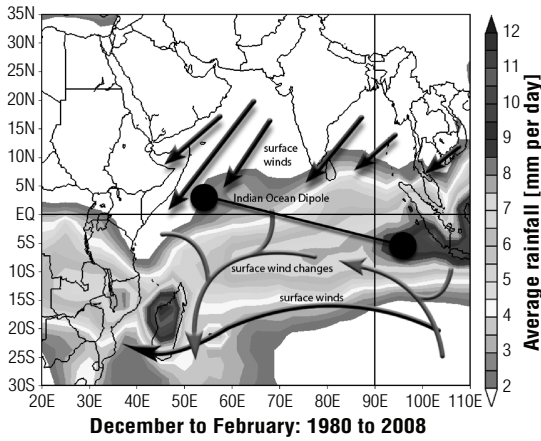 35N
30N
25N
20N
15N
10N
5N
EQ
5S
10S
15S
20S
25S
30S
surface
winds
Indian Ocean Dipole
surface wind changes
surface winds
20E 30E 40E 50E 60E 70E 80E 90E 100E 110E
December to February: 1980 to 2008
12
11
10
9
8
7
6
5
4
3
2
Average rainfall [mm per day]